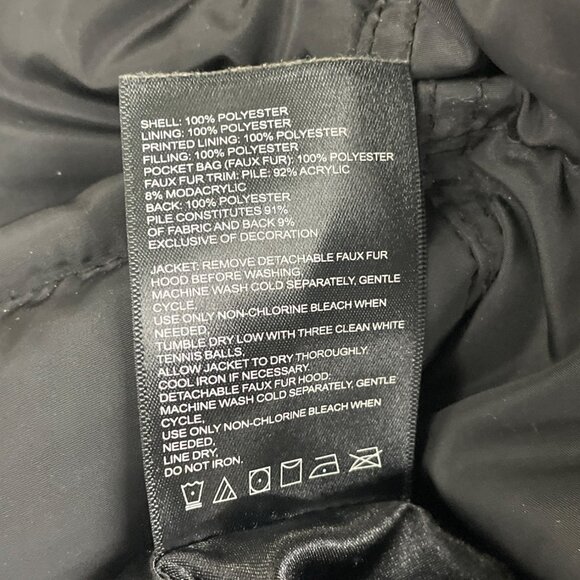 SHELL: 100% POLYESTER
LINING: 100% POLYESTER
PRINTED LINING: 100% POLYESTER
FILLING: 100% POLYESTER
POCKET BAG (FAUX FUR): 100% POLYESTER
FAUX FUR TRIM: PILE: 92% ACRYLIC
8% MODACRYLIC
BACK: 100% POLYESTER
PILE CONSTITUTES 91%
OF FABRIC AND BACK 9%
EXCLUSIVE OF DECORATION
JACKET: REMOVE DETACHABLE FAUX FUR
HOOD BEFORE WASHING,
MACHINE WASH COLD SEPARATELY, GENTLE
CYCLE,
USE ONLY NON-CHLORINE BLEACH WHEN
NEEDED,
TUMBLE DRY LOW WITH THREE CLEAN WHITE
TENNIS BALLS,
ALLOW JACKET TO DRY THOROUGHLY.
COOL IRON IF NECESSARY.
DETACHABLE FAUX FUR HOOD:
MACHINE WASH COLD SEPARATELY, GENTLE
CYCLE,
USE ONLY NON-CHLORINE BLEACH WHEN
NEEDED,
LINE DRY,
DO NOT IRON.